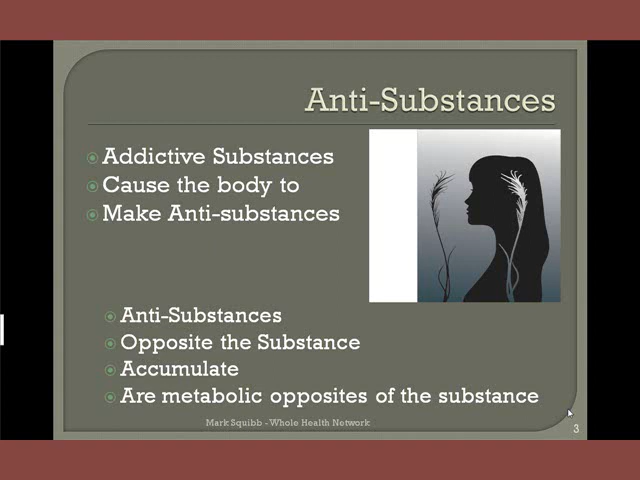 Anti-Substances
Addictive Substances
Cause the body to
Make Anti-substances
Anti-Substances
Opposite the Substance
Accumulate
Are metabolic opposites of the substance
Mark Squibb - Whole Health Network
3